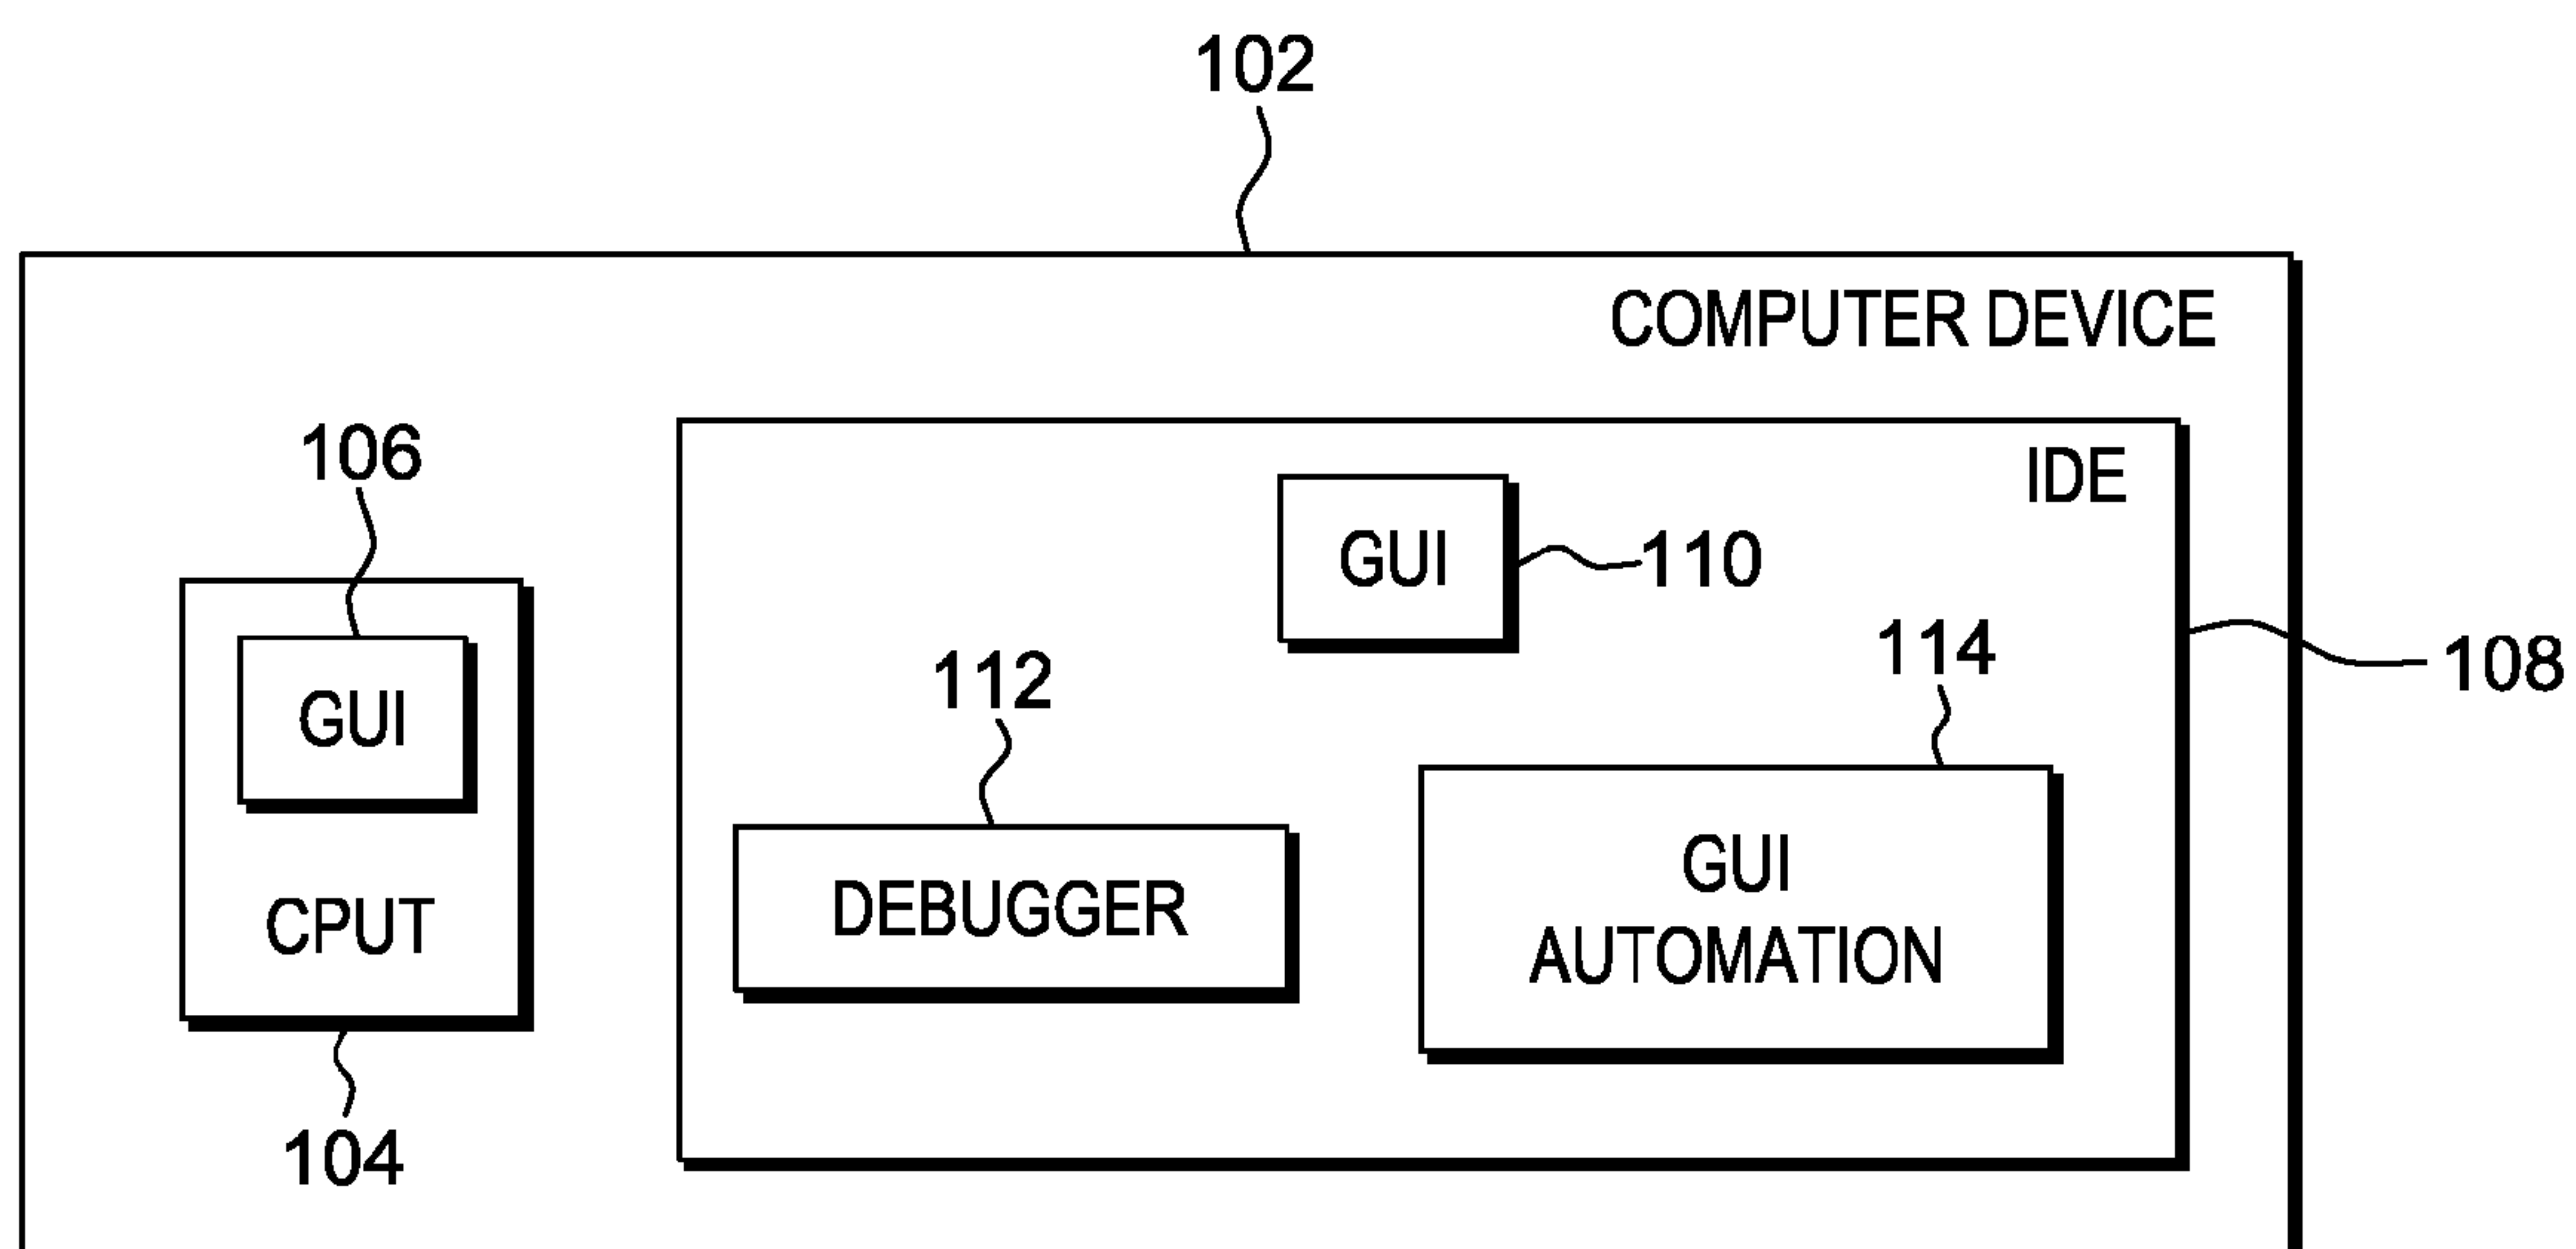 102
COMPUTER DEVICE
106
IDE
GUI
110
114
108
112
GUI
GUI
DEBUGGER
AUTOMATION
CPUT
104